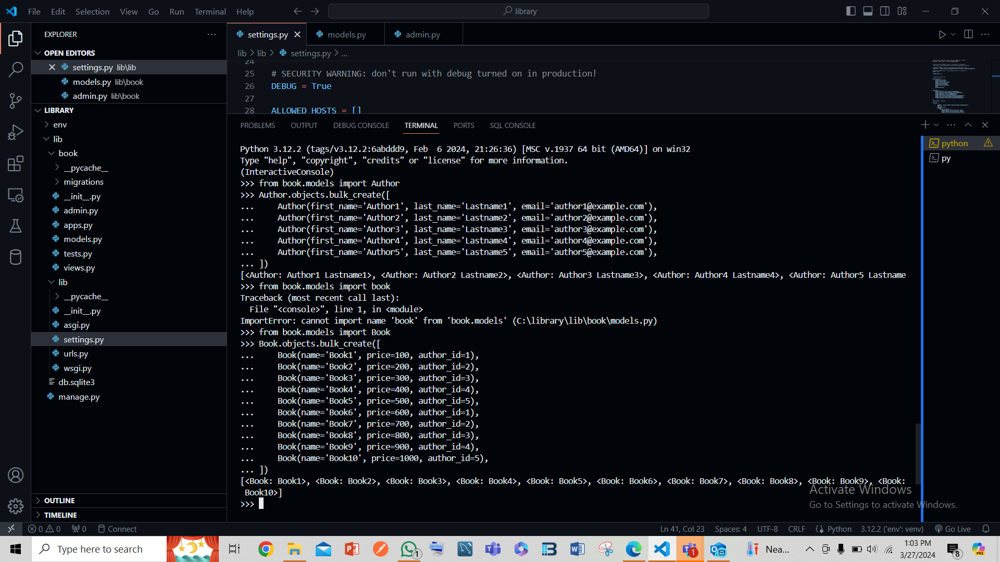 File Edit Selection View Go Run Terminal Help
library
EXPLORER
OPEN EDITORS
settings.py lib\lib
models.py lib\book
admin.py lib\book
LIBRARY
env
lib
book
__pycache__
migrations
__init__.py
admin.py
apps.py
models.py
tests.py
views.py
lib
__pycache__
__init__.py
asgi.py
settings.py
urls.py
wsgi.py
db.sqlite3
manage.py
OUTLINE
TIMELINE
settings.py models.py admin.py
lib > lib > settings.py > ...
24
25 # SECURITY WARNING: don't run with debug turned on in production!
26 DEBUG = True
27
28 ALLOWED_HOSTS = []
PROBLEMS OUTPUT DEBUG CONSOLE TERMINAL PORTS SQL CONSOLE
Python 3.12.2 (tags/v3.12.2:6abddd9, Feb  6 2024, 21:26:36) [MSC v.1937 64 bit (AMD64)] on win32
Type "help", "copyright", "credits" or "license" for more information.
(InteractiveConsole)
>>> from book.models import Author
>>> Author.objects.bulk_create([
...     Author(first_name='Author1', last_name='Lastname1', email='author1@example.com'),
...     Author(first_name='Author2', last_name='Lastname2', email='author2@example.com'),
...     Author(first_name='Author3', last_name='Lastname3', email='author3@example.com'),
...     Author(first_name='Author4', last_name='Lastname4', email='author4@example.com'),
...     Author(first_name='Author5', last_name='Lastname5', email='author5@example.com'),
... ])
[<Author: Author1 Lastname1>, <Author: Author2 Lastname2>, <Author: Author3 Lastname3>, <Author: Author4 Lastname4>, <Author: Author5 Lastname
>>> from book.models import book
Traceback (most recent call last):
  File "<console>", line 1, in <module>
ImportError: cannot import name 'book' from 'book.models' (C:\library\lib\book\models.py)
>>> from book.models import Book
>>> Book.objects.bulk_create([
...     Book(name='Book1', price=100, author_id=1),
...     Book(name='Book2', price=200, author_id=2),
...     Book(name='Book3', price=300, author_id=3),
...     Book(name='Book4', price=400, author_id=4),
...     Book(name='Book5', price=500, author_id=5),
...     Book(name='Book6', price=600, author_id=1),
...     Book(name='Book7', price=700, author_id=2),
...     Book(name='Book8', price=800, author_id=3),
...     Book(name='Book9', price=900, author_id=4),
...     Book(name='Book10', price=1000, author_id=5),
... ])
[<Book: Book1>, <Book: Book2>, <Book: Book3>, <Book: Book4>, <Book: Book5>, <Book: Book6>, <Book: Book7>, <Book: Book8>, <Book: Book9>, <Book:
 Book10>]
>>>
python
py
Activate Windows
Go to Settings to activate Windows.
0 0 0 Connect
Ln 41, Col 23 Spaces: 4 UTF-8 CRLF Python 3.12.2 ('env': venv) Go Live
Type here to search
1
1
Nea...
1:03 PM
3/27/2024
8
PRE